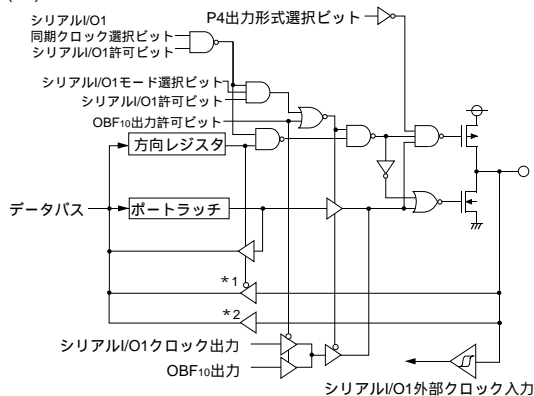 シリアルI/O1
同期クロック選択ビット
シリアルI/O1許可ビット
P4出力形式選択ビット
シリアルI/O1モード選択ビット
シリアルI/O1許可ビット
OBF10出力許可ビット
方向レジスタ
データバス
ポートラッチ
*1
*2
シリアルI/O1クロック出力
OBF10出力
シリアルI/O1外部クロック入力